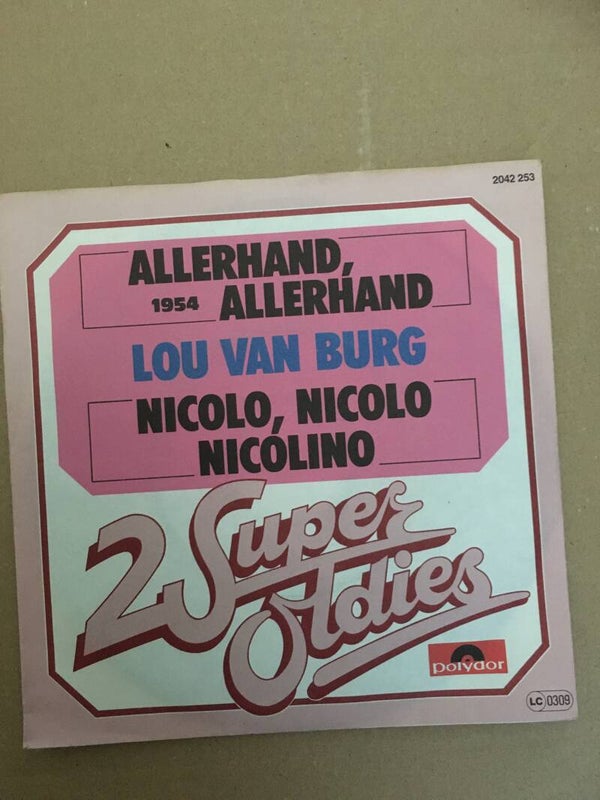 2042 253
ALLERHAND,
1954 ALLERHAND
LOU VAN BURG
NICOLO, NICOLO
NICOLINO
2 Super
Oldies
polydor
LC 0309